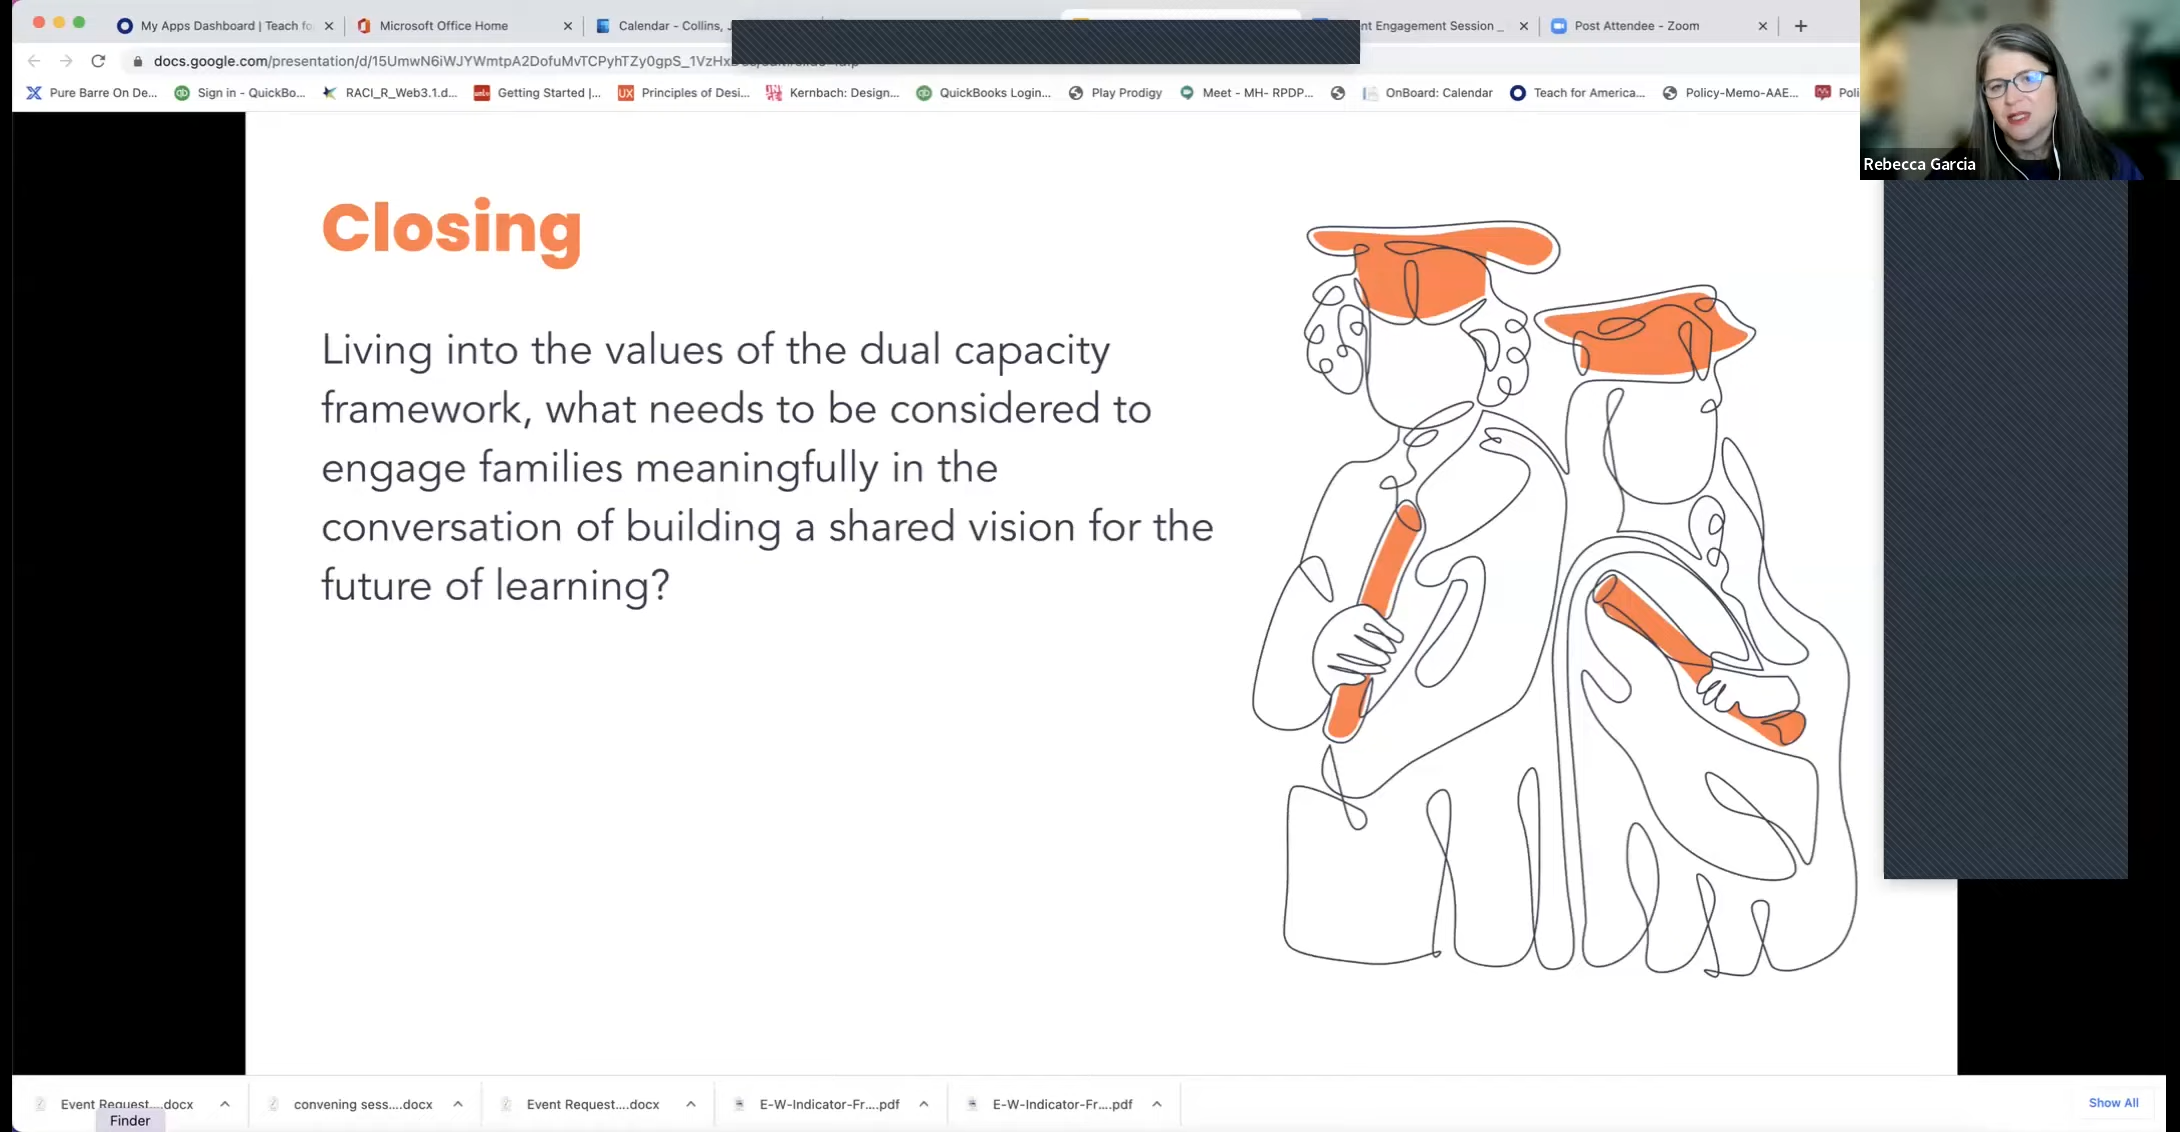 My Apps Dashboard | Teach fo
Microsoft Office Home
Calendar - Collins, J
nt Engagement Session _
Post Attendee - Zoom
docs.google.com/presentation/d/15UmwN6iWJYWmtpA2DofuMvTCPyhTZy0gpS_1VzHx
Pure Barre On De...
Sign in - QuickBo...
RACI_R_Web3.1.d...
Getting Started |...
UX
Principles of Desi...
Kernbach: Design...
QuickBooks Login...
Play Prodigy
Meet - MH- RPDP...
OnBoard: Calendar
Teach for America...
Policy-Memo-AAE...
Poli
Rebecca Garcia
Closing
Living into the values of the dual capacity
framework, what needs to be considered to
engage families meaningfully in the
conversation of building a shared vision for the
future of learning?
Event Request....docx
convening sess....docx
Event Request....docx
E-W-Indicator-Fr....pdf
E-W-Indicator-Fr....pdf
Show All
Finder